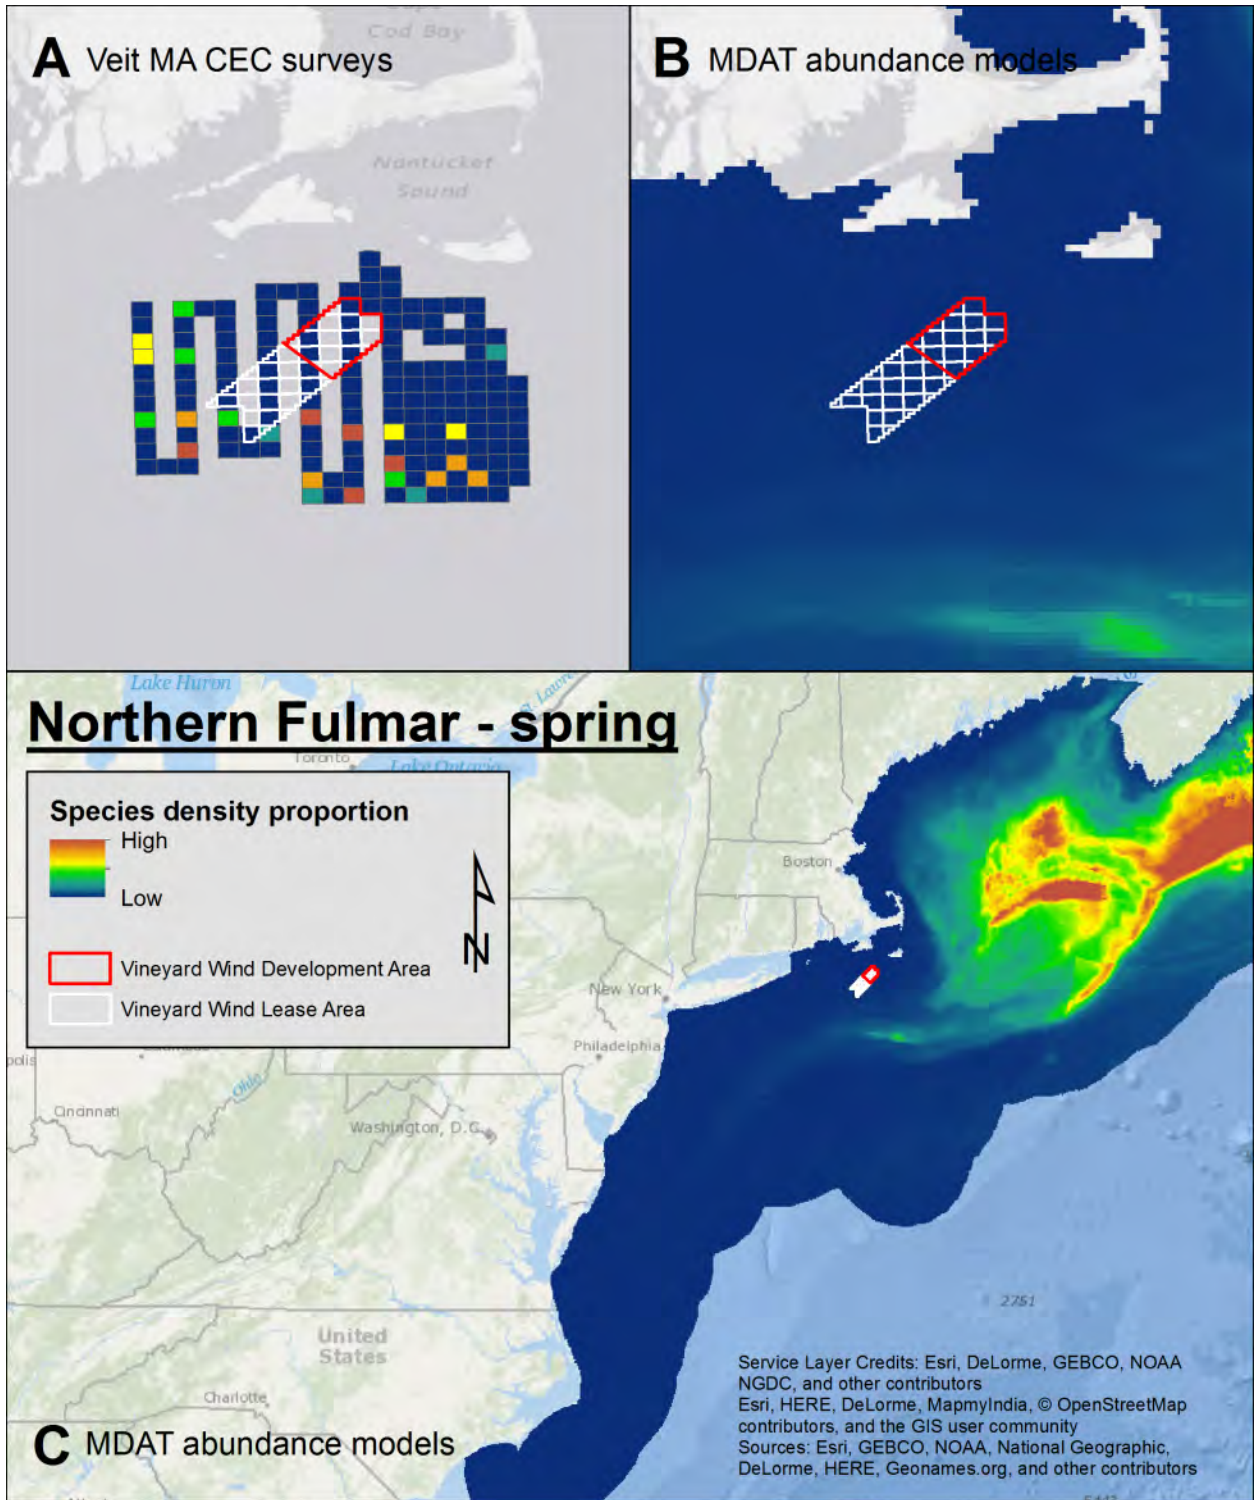 Cod Bay
A Veit MA CEC surveys
Nantucket
Sound
B MDAT abundance models
Lake Huron
St. Lawre
Northern Fulmar - spring
Toronto
Lake Ontario
Species density proportion
High
Low
N
Vineyard Wind Development Area
Vineyard Wind Lease Area
Boston
New York
Philadelphia
opolis
Ohio
Cincinnati
Washington, D.C.
2751
United
States
Charlotte
Service Layer Credits: Esri, DeLorme, GEBCO, NOAA
NGDC, and other contributors
Esri, HERE, DeLorme, MapmyIndia, © OpenStreetMap
contributors, and the GIS user community
Sources: Esri, GEBCO, NOAA, National Geographic,
DeLorme, HERE, Geonames.org, and other contributors
C MDAT abundance models